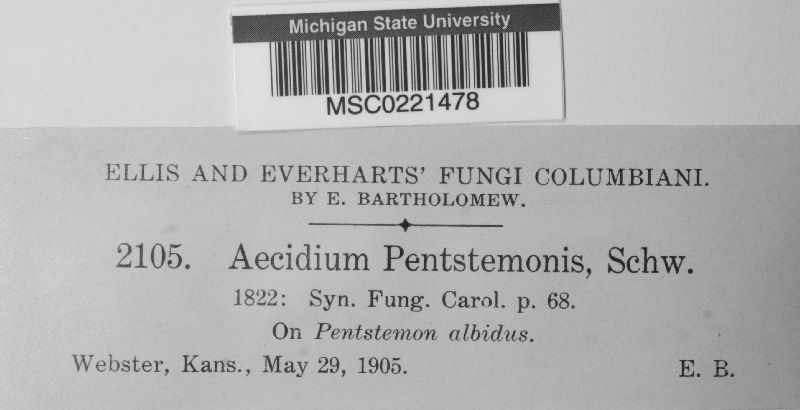 Michigan State University
MSC0221478
ELLIS AND EVERHARTS' FUNGI COLUMBIANI.
BY E. BARTHOLOMEW.
2105. Aecidium Pentstemonis, Schw.
1822: Syn. Fung. Carol. p. 68.
On Pentstemon albidus.
Webster, Kans., May 29, 1905. E. B.